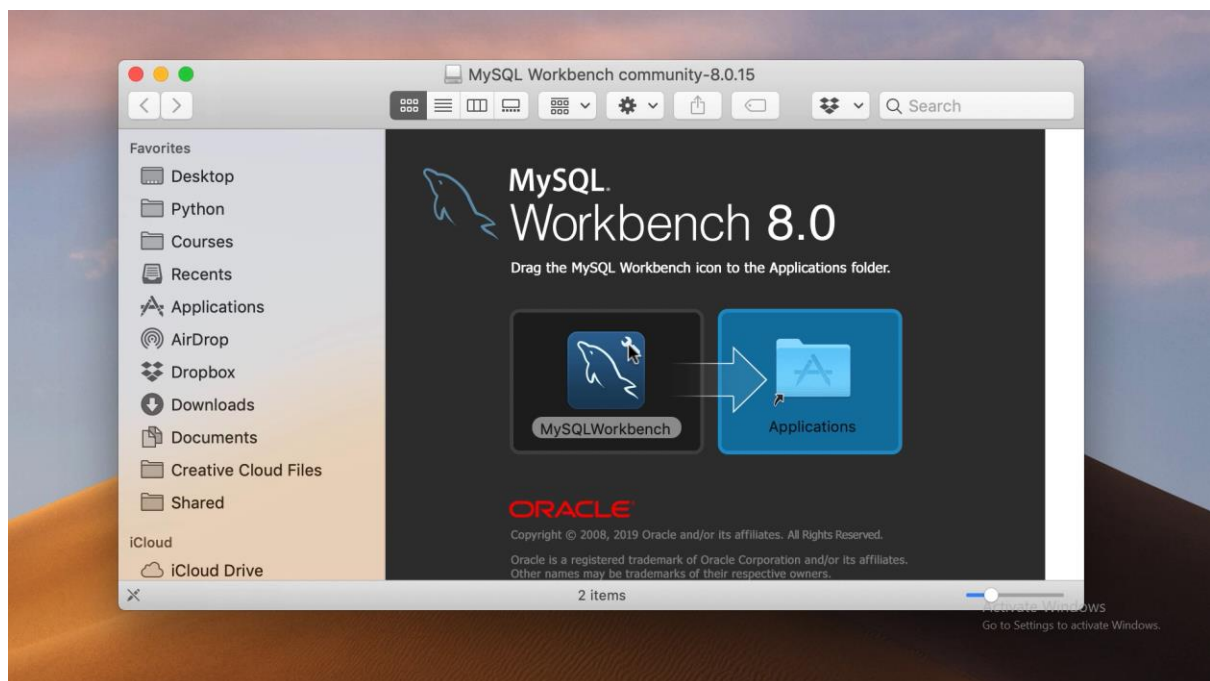 MySQL Workbench community-8.0.15
Search
Favorites
Desktop
Python
Courses
Recents
Applications
AirDrop
Dropbox
Downloads
Documents
Creative Cloud Files
Shared
iCloud
iCloud Drive
MySQL.
Workbench 8.0
Drag the MySQL Workbench icon to the Applications folder.
MySQLWorkbench
Applications
ORACLE
Copyright © 2008, 2019 Oracle and/or its affiliates. All Rights Reserved.
Oracle is a registered trademark of Oracle Corporation and/or its affiliates.
Other names may be trademarks of their respective owners.
2 items
Activate Windows
Go to Settings to activate Windows.